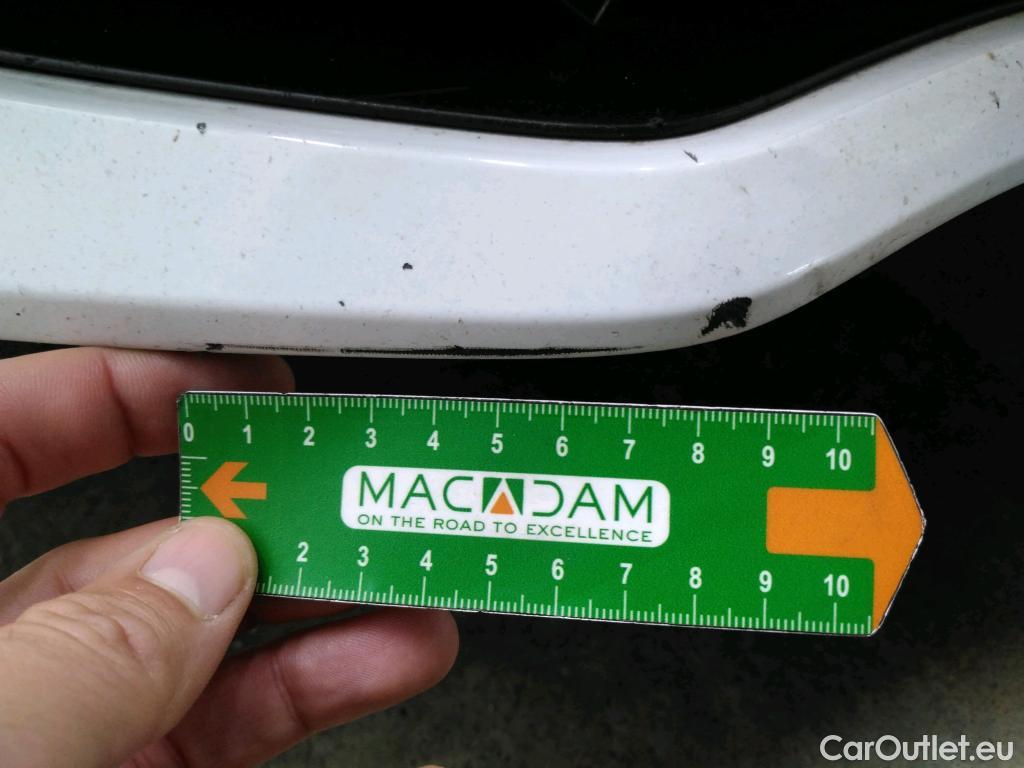 0 1 2 3 4 5 6 7 8 9 10
MACADAM
ON THE ROAD TO EXCELLENCE
2 3 4 5 6 7 8 9 10
CarOutlet.eu